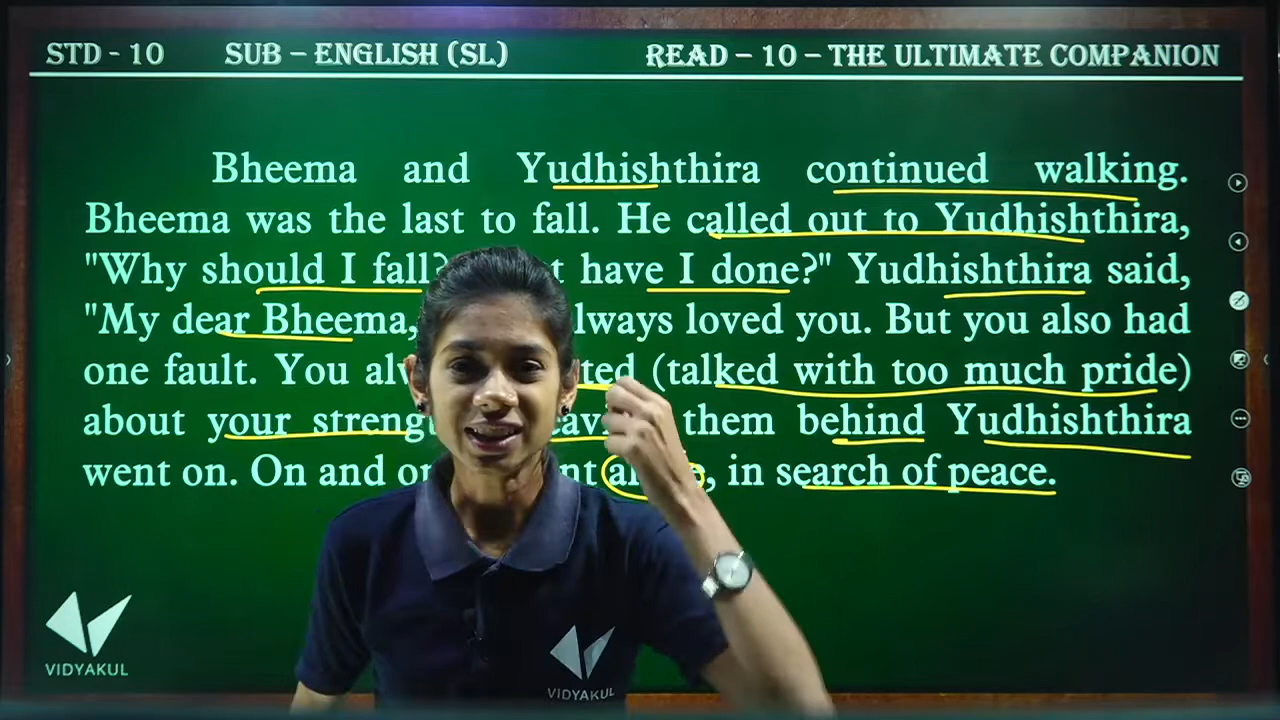 STD - 10 SUB – ENGLISH (SL) READ – 10 – THE ULTIMATE COMPANION
Bheema and Yudhishthira continued walking.
Bheema was the last to fall. He called out to Yudhishthira,
"Why should I fall? have I done?" Yudhishthira said,
"My dear Bheema, always loved you. But you also had
one fault. You (talked with too much pride)
about your strength them behind Yudhishthira
went on. On and on, in search of peace.
VIDYAKUL
VIDYAKUL